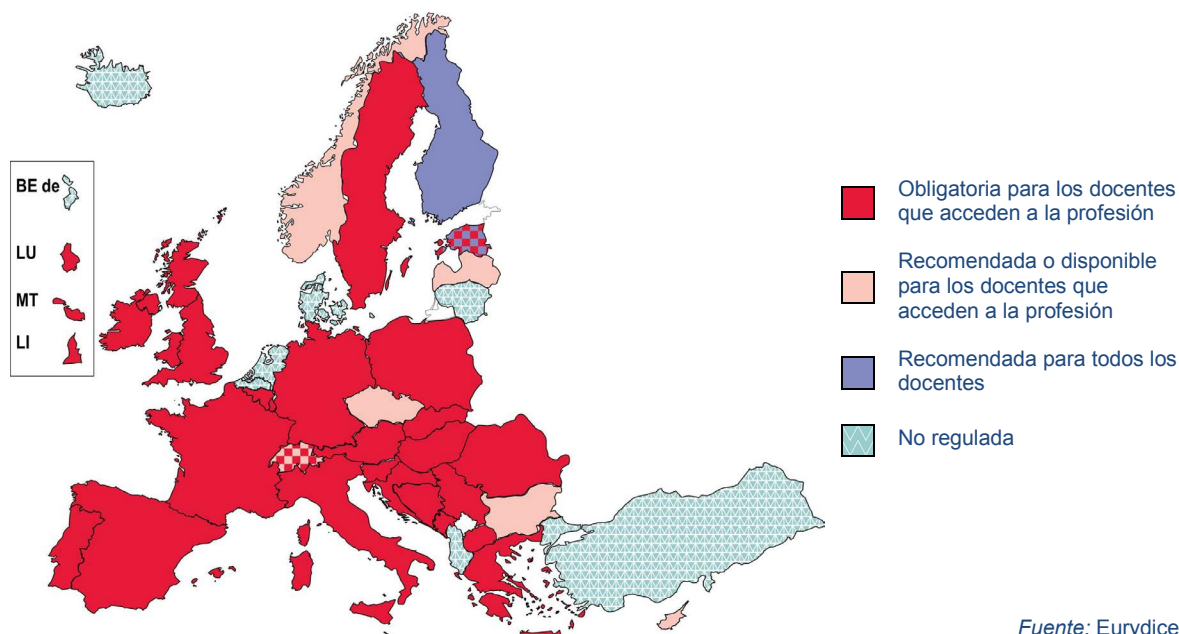 BE de
LU
MT
LI
Obligatoria para los docentes
que acceden a la profesión
Recomendada o disponible
para los docentes que
acceden a la profesión
Recomendada para todos los
docentes
No regulada
Fuente: Eurydice